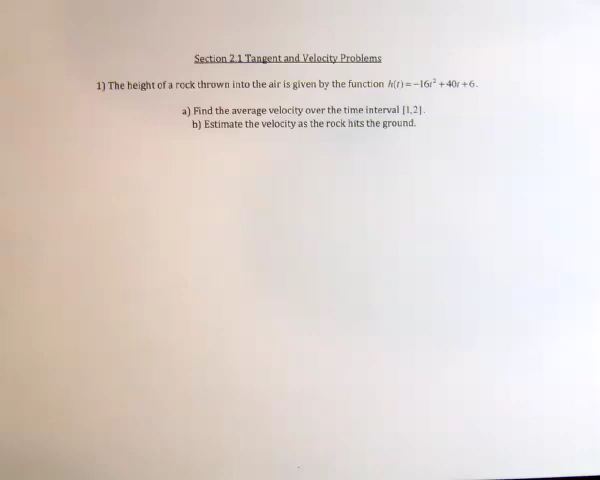 Section 2.1 Tangent and Velocity Problems
1) The height of a rock thrown into the air is given by the function h(t) = −16t² + 40t + 6.
a) Find the average velocity over the time interval [1,2].
b) Estimate the velocity as the rock hits the ground.